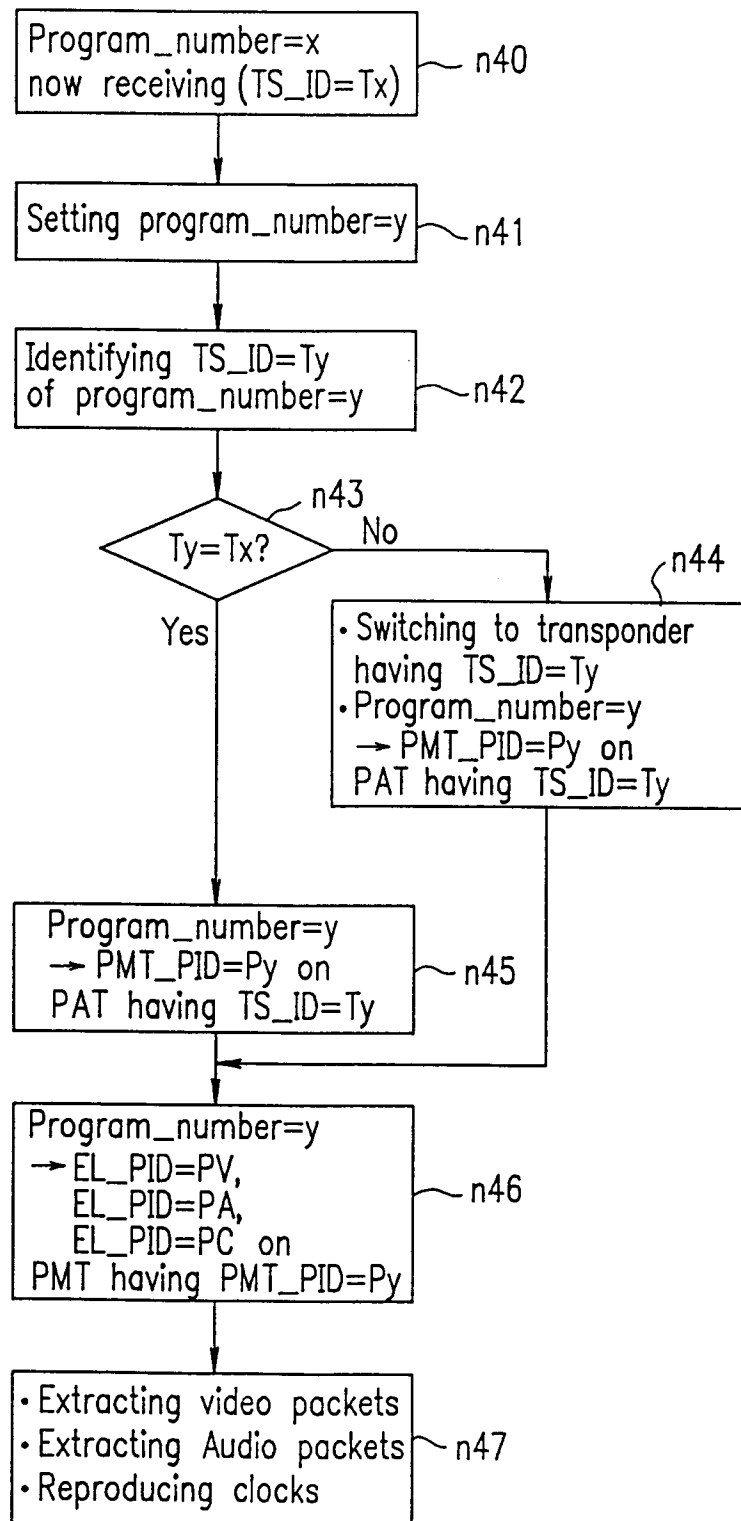 Program_number=x
now receiving (TS_ID=Tx)
n40
Setting program_number=y
n41
Identifying TS_ID=Ty
of program_number=y
n42
n43
Ty=Tx?
No
Yes
n44
・Switching to transponder
having TS_ID=Ty
・Program_number=y
→ PMT_PID=Py on
PAT having TS_ID=Ty
Program_number=y
→ PMT_PID=Py on
PAT having TS_ID=Ty
n45
Program_number=y
→ EL_PID=PV,
EL_PID=PA,
EL_PID=PC on
PMT having PMT_PID=Py
n46
・Extracting video packets
・Extracting Audio packets
・Reproducing clocks
n47